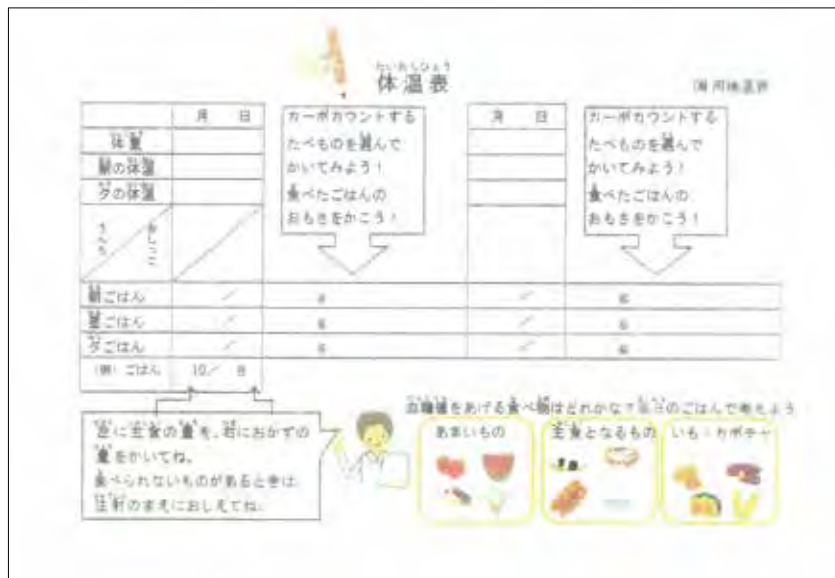 たいおんひょう
体温表
月 日
体重
朝の体温
夕の体温
うんち
おしっこ
カーボカウントする
たべものを選んで
かいてみよう！
食べたごはんの
おもさをかこう！
月 日
カーボカウントする
たべものを選んで
かいてみよう！
食べたごはんの
おもさをかこう！
朝ごはん ／ g ／ g
昼ごはん ／ g ／ g
夕ごはん ／ g ／ g
(例) ごはん 10／ 8
左に主食の量を、右におかずの
量をかいてね。
食べられないものがあるときは、
注射のまえにおしえてね。
血糖値をあげる食べ物はどれかな？毎日のごはんで考えよう
あまいもの
主食となるもの
いも・カボチャ